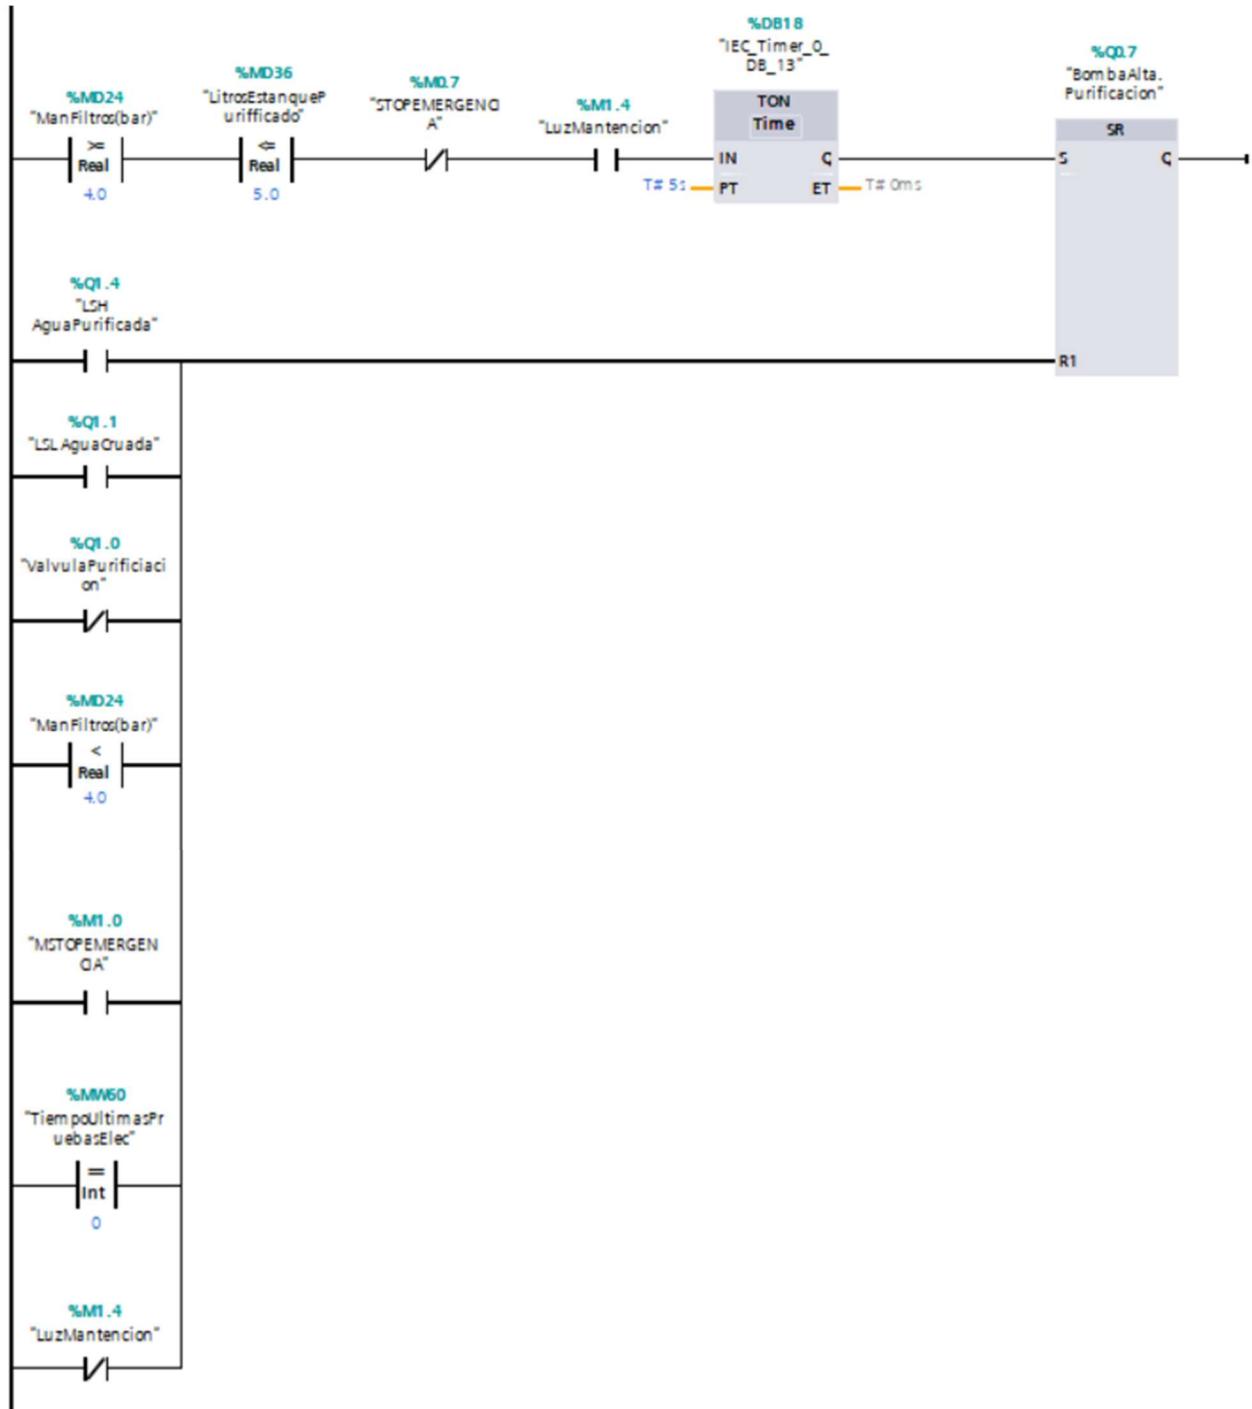 %DB18
"IEC_Timer_0_
DB_13"
%Q0.7
"BombaAlta.
Purificacion"
%MD36
"LitrosEstanqueP
urifficado"
%MD24
"ManFiltros(bar)"
%M0.7
"STOPEMERGENCI
A"
%M1.4
"LuzMantencion"
TON
Time
SR
>=
Real
4.0
<=
Real
5.0
IN
Q
T# 5s
PT
ET
T# 0ms
S
Q
%Q1.4
"LSH
AguaPurificada"
R1
%Q1.1
"LSL AguaCruada"
%Q1.0
"ValvulaPurificiaci
on"
%MD24
"ManFiltros(bar)"
<
Real
4.0
%M1.0
"MSTOPEMERGEN
CIA"
%MW60
"TiempoUltimasPr
uebasElec"
=
Int
0
%M1.4
"LuzMantencion"